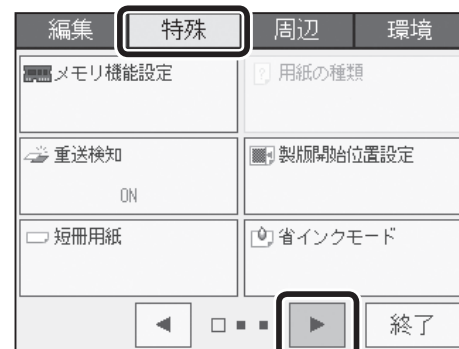 編集 特殊 周辺 環境
メモリ機能設定 用紙の種類
重送検知 製版開始位置設定
ON
短冊用紙 省インクモード
終了